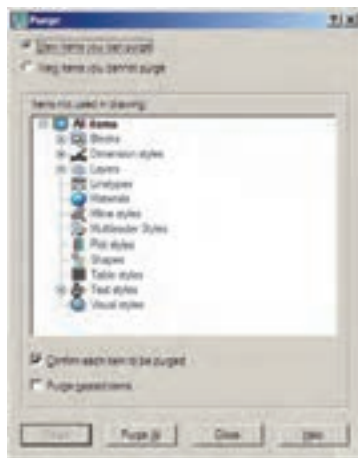 Purge
View items you can purge
View items you cannot purge
Items not used in drawing:
All items
Blocks
Dimension styles
Layers
Linetypes
Materials
Mline styles
Multileader Styles
Plot styles
Shapes
Table styles
Text styles
Visual styles
Confirm each item to be purged
Purge nested items
Purge
Purge All
Close
Help